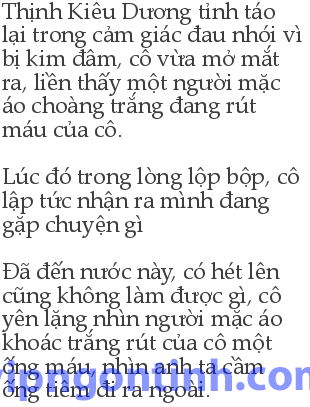 Thịnh Kiêu Dương tỉnh táo
lại trong cảm giác đau nhới vì
bị kim đâm, cô vừa mở mắt
ra, liền thấy một người mặc
áo choàng trắng đang rút
máu của cô.
Lúc đó trong lòng lộp bộp, cô
lập tức nhận ra mình đang
gặp chuyện gì
Đã đến nước này, có hét lên
cũng không làm được gì, cô
yên lặng nhìn người mặc áo
khoác trắng rút của cô một
ống máu, nhìn anh ta cầm
ống tiêm đi ra ngoài.
vipngontinh.com